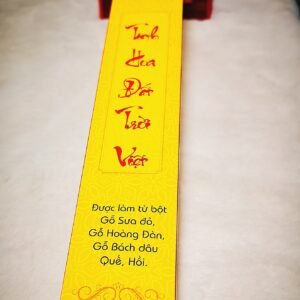 Tinh
Hoa
Đất
Trời
Việt
Được làm từ bột
Gỗ Sưa đỏ,
Gỗ Hoàng Đàn,
Gỗ Bách dâu
Quế, Hồi.